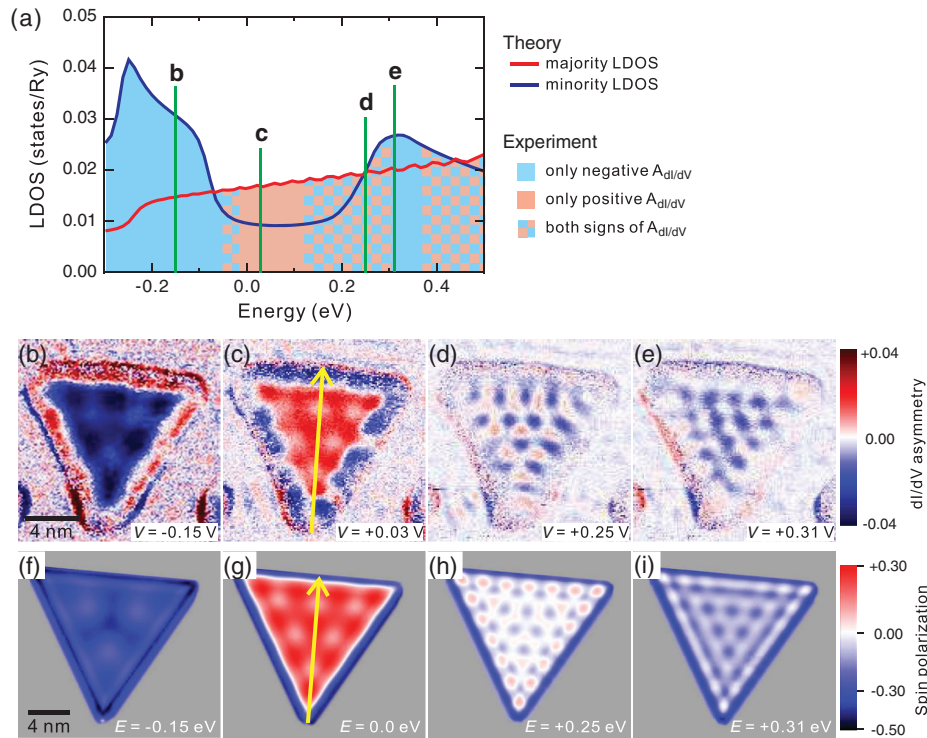 (a)
0.05
0.04
0.03
0.02
0.01
0.00
LDOS (states/Ry)
b
c
d
e
-0.2
0.0
0.2
0.4
Energy (eV)
Theory
majority LDOS
minority LDOS
Experiment
only negative A_dI/dV
only positive A_dI/dV
both signs of A_dI/dV
(b)
4 nm
V = -0.15 V
(c)
V = +0.03 V
(d)
V = +0.25 V
(e)
V = +0.31 V
+0.04
0.00
-0.04
dI/dV asymmetry
(f)
4 nm
E = -0.15 eV
(g)
E = 0.0 eV
(h)
E = +0.25 eV
(i)
E = +0.31 eV
+0.30
0.00
-0.30
-0.50
Spin polarization